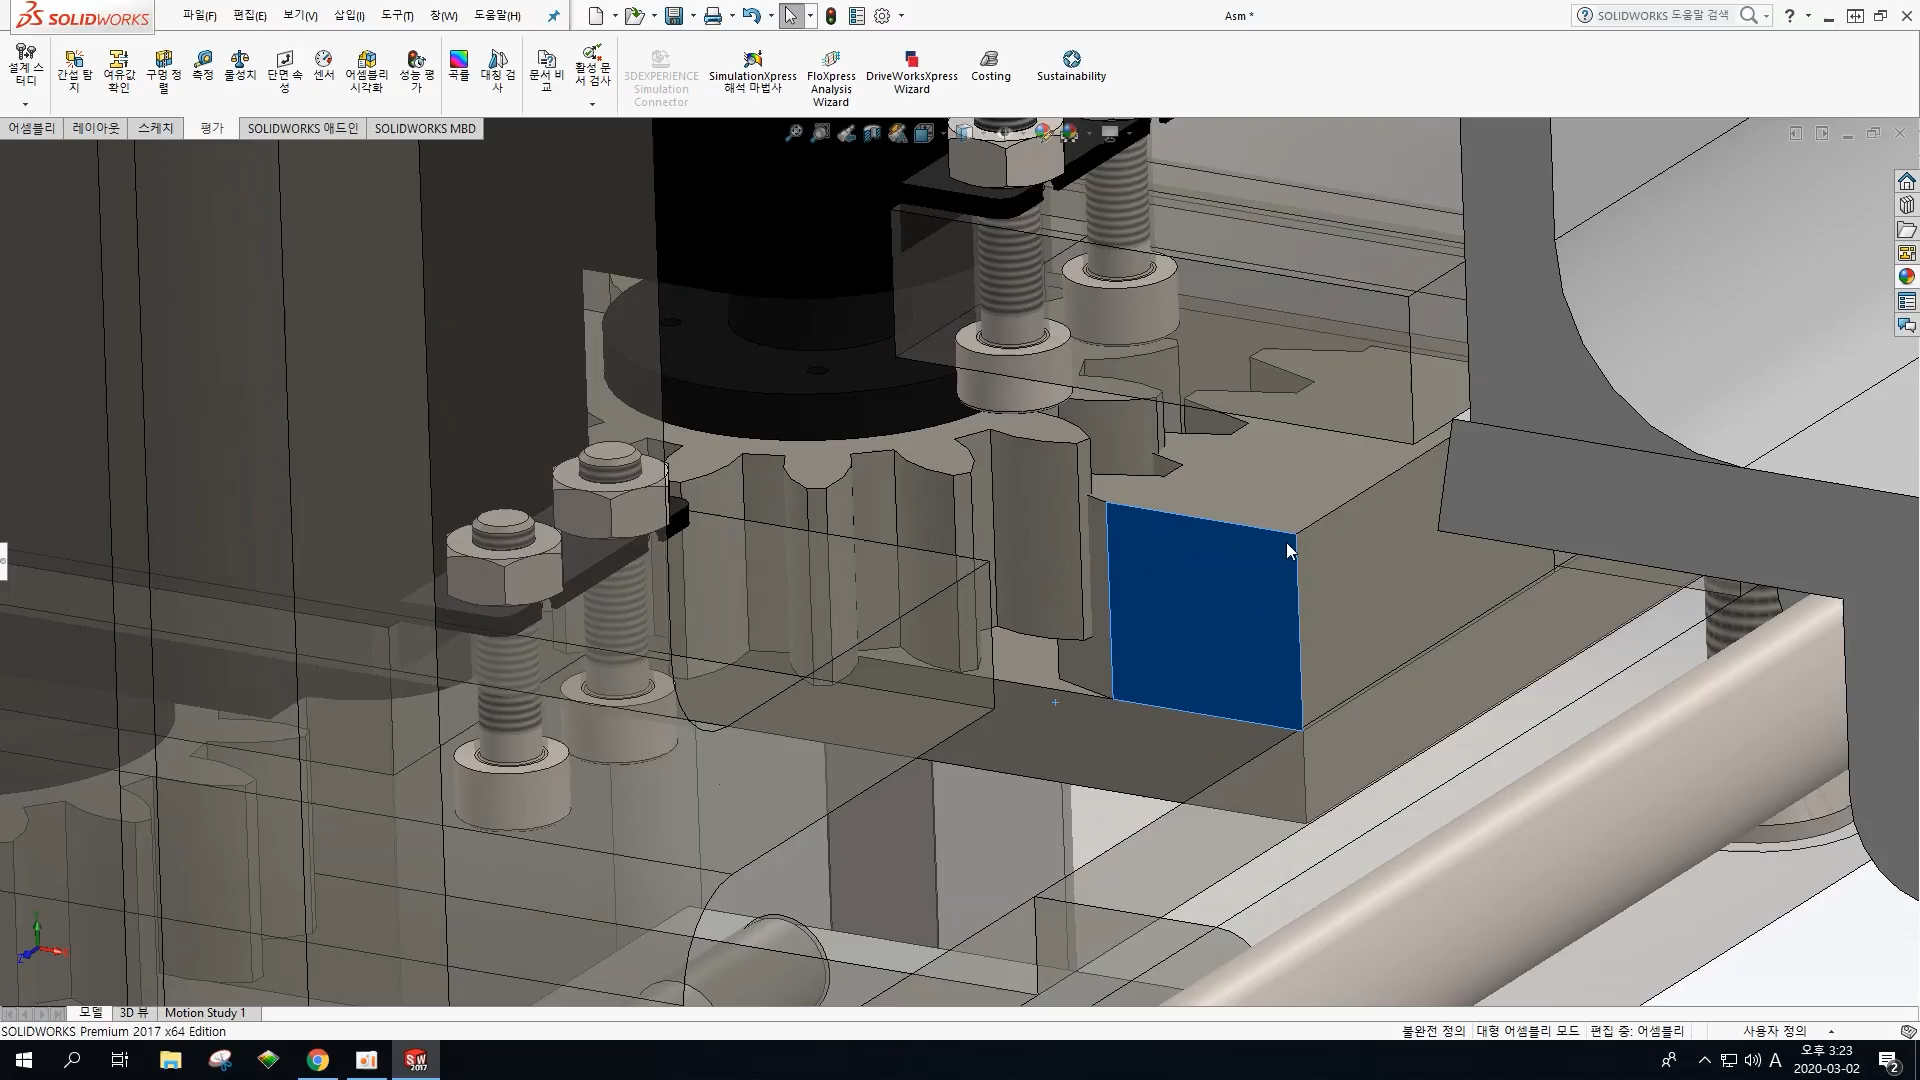 SOLIDWORKS
파일(F) 편집(E) 보기(V) 삽입(I) 도구(T) 창(W) 도움말(H)
Asm *
SOLIDWORKS 도움말 검색
설계 스터디
간섭 탐지
여유값 확인
구멍 정렬
측정
물성치
단면 속성
센서
어셈블리 시각화
성능 평가
곡률
대칭 검사
문서 비교
활성 문서 검사
3DEXPERIENCE Simulation Connector
SimulationXpress 해석 마법사
FloXpress Analysis Wizard
DriveWorksXpress Wizard
Costing
Sustainability
어셈블리 레이아웃 스케치 평가 SOLIDWORKS 애드인 SOLIDWORKS MBD
모델 3D 뷰 Motion Study 1
SOLIDWORKS Premium 2017 x64 Edition
불완전 정의 대형 어셈블리 모드 편집 중: 어셈블리 사용자 정의
SW
2017
A
오후 3:23
2020-03-02
2